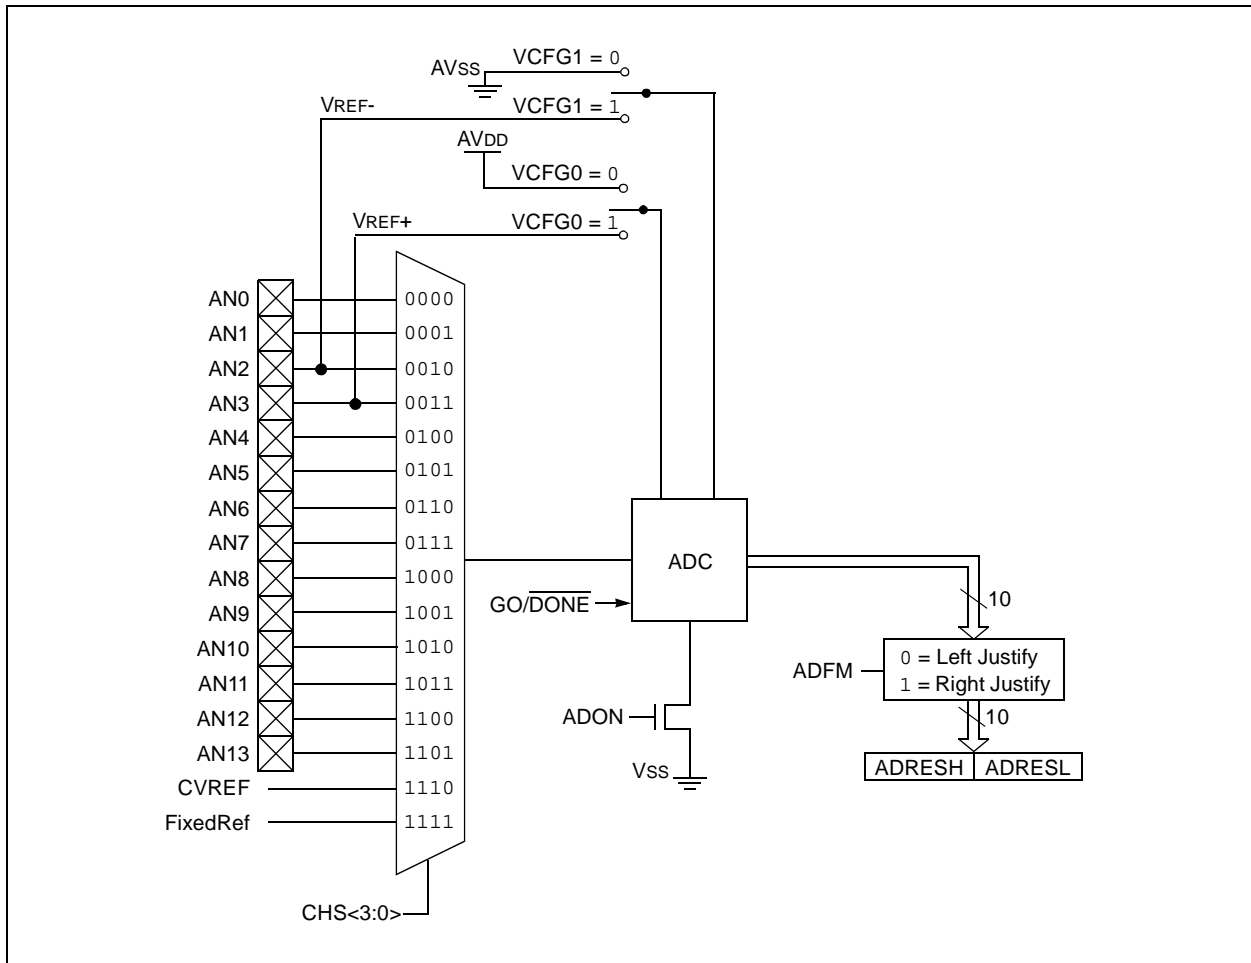 AVSS
VCFG1 = 0
VREF-
VCFG1 = 1
AVDD
VCFG0 = 0
VREF+
VCFG0 = 1
AN0
0000
AN1
0001
AN2
0010
AN3
0011
AN4
0100
AN5
0101
AN6
0110
AN7
0111
AN8
1000
AN9
1001
AN10
1010
AN11
1011
AN12
1100
AN13
1101
CVREF
1110
FixedRef
1111
CHS<3:0>
ADC
GO/DONE
10
ADON
VSS
ADFM
0 = Left Justify
1 = Right Justify
10
ADRESH
ADRESL